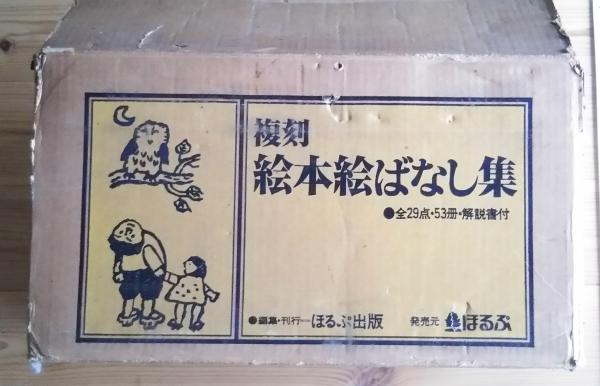 複刻
絵本絵ばなし集
●全29点・53冊・解説書付
●編集・刊行―ほるぷ出版 発売元 ほるぷ